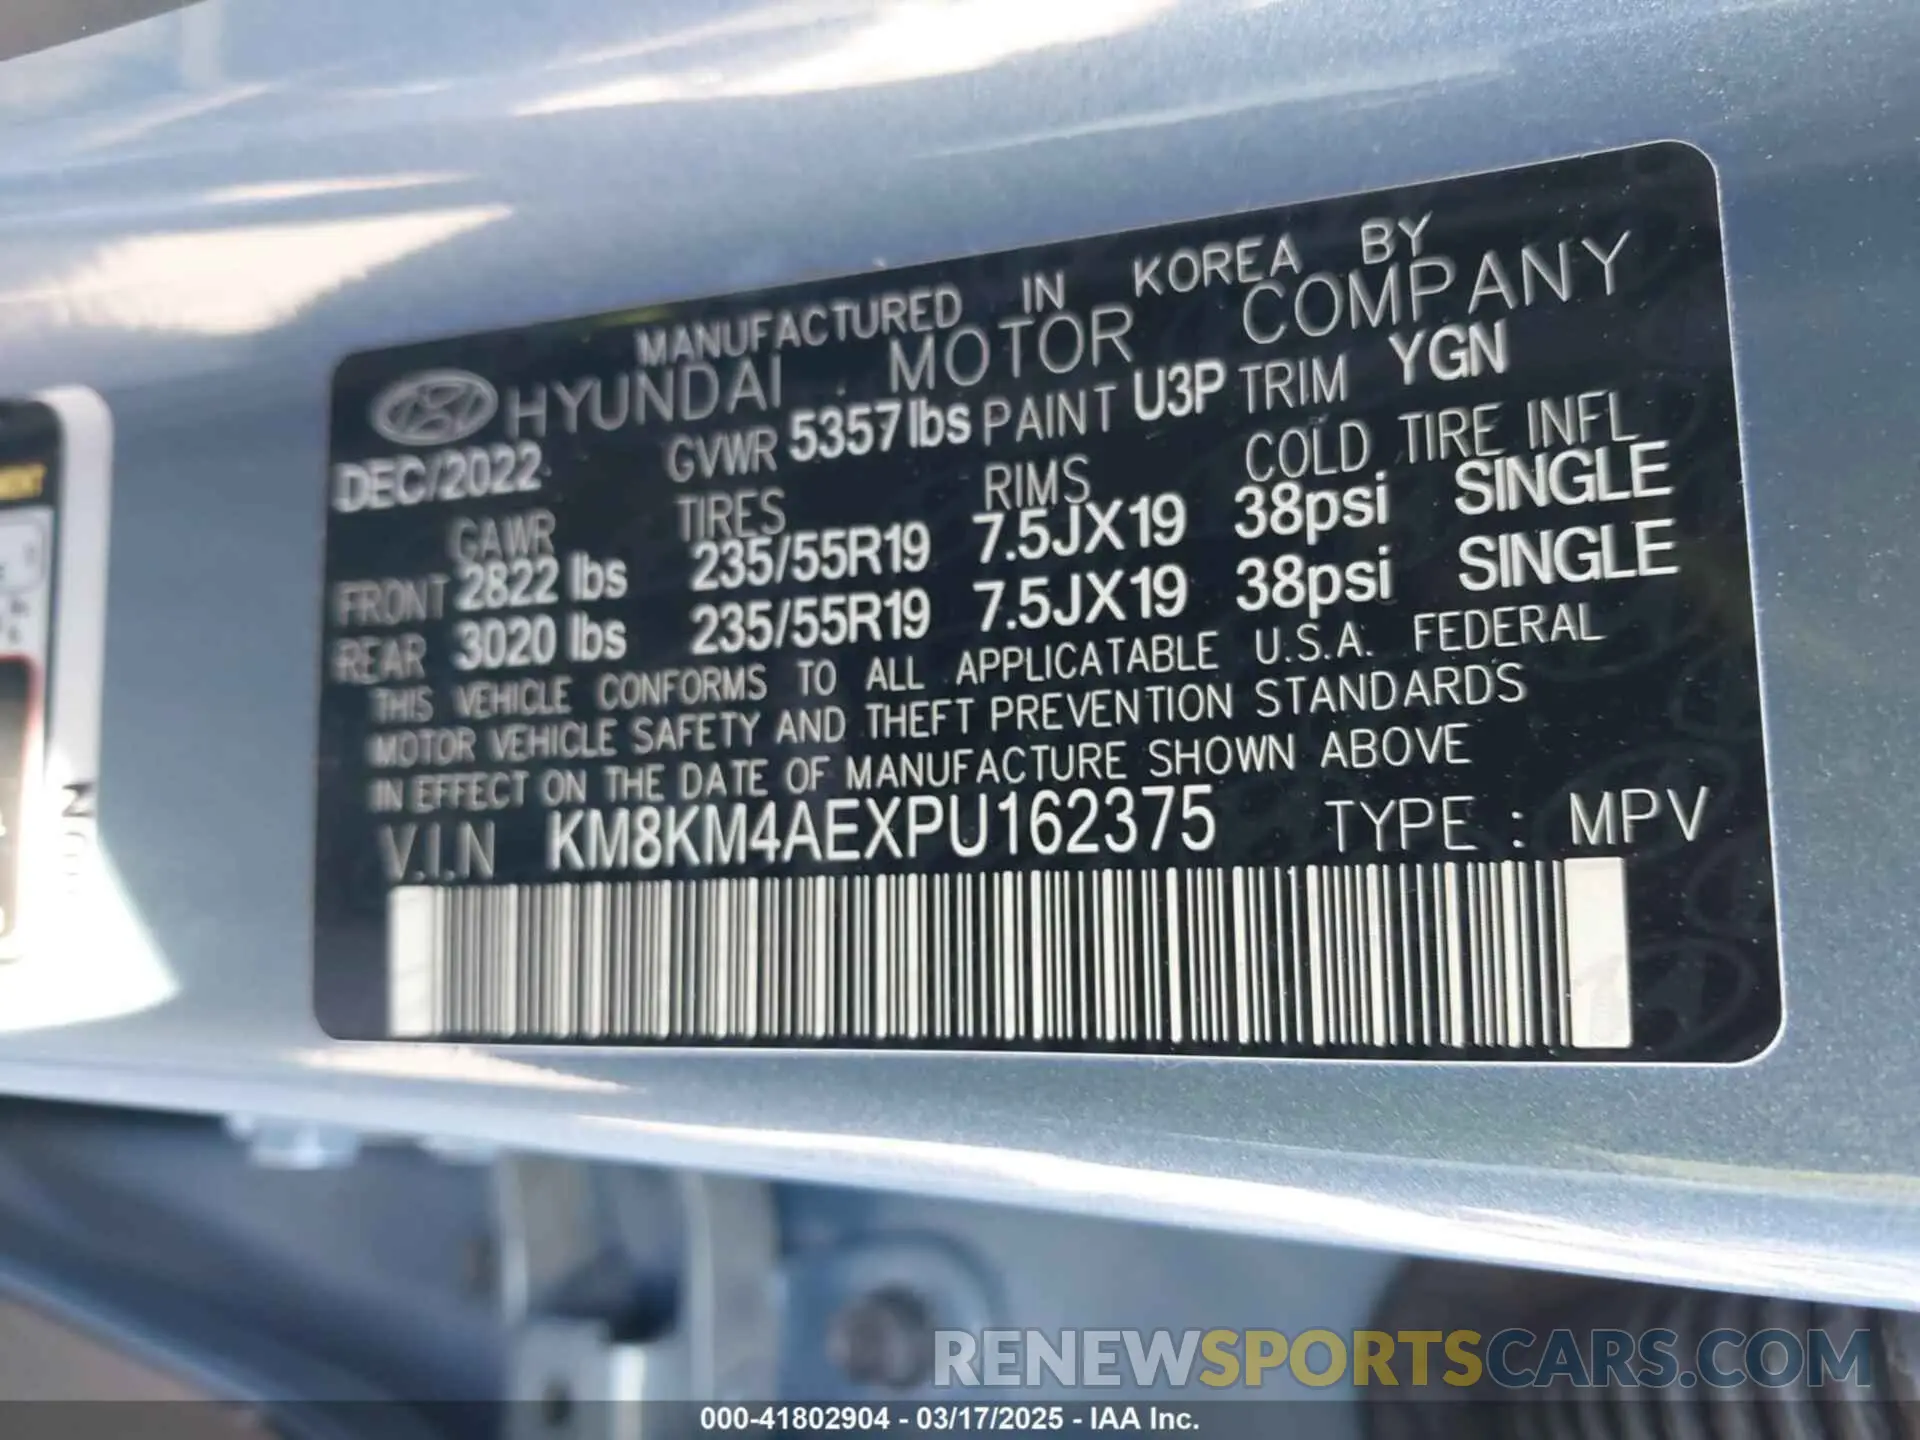 MANUFACTURED IN KOREA BY
HYUNDAI MOTOR COMPANY
DEC/2022 GVWR 5357lbs PAINT U3P TRIM YGN
GAWR TIRES RIMS COLD TIRE INFL
FRONT 2822 lbs 235/55R19 7.5JX19 38psi SINGLE
REAR 3020 lbs 235/55R19 7.5JX19 38psi SINGLE
THIS VEHICLE CONFORMS TO ALL APPLICATABLE U.S.A. FEDERAL
MOTOR VEHICLE SAFETY AND THEFT PREVENTION STANDARDS
IN EFFECT ON THE DATE OF MANUFACTURE SHOWN ABOVE
V.I.N KM8KM4AEXPU162375 TYPE : MPV
RENEWSPORTSCARS.COM
000-41802904 - 03/17/2025 - IAA Inc.